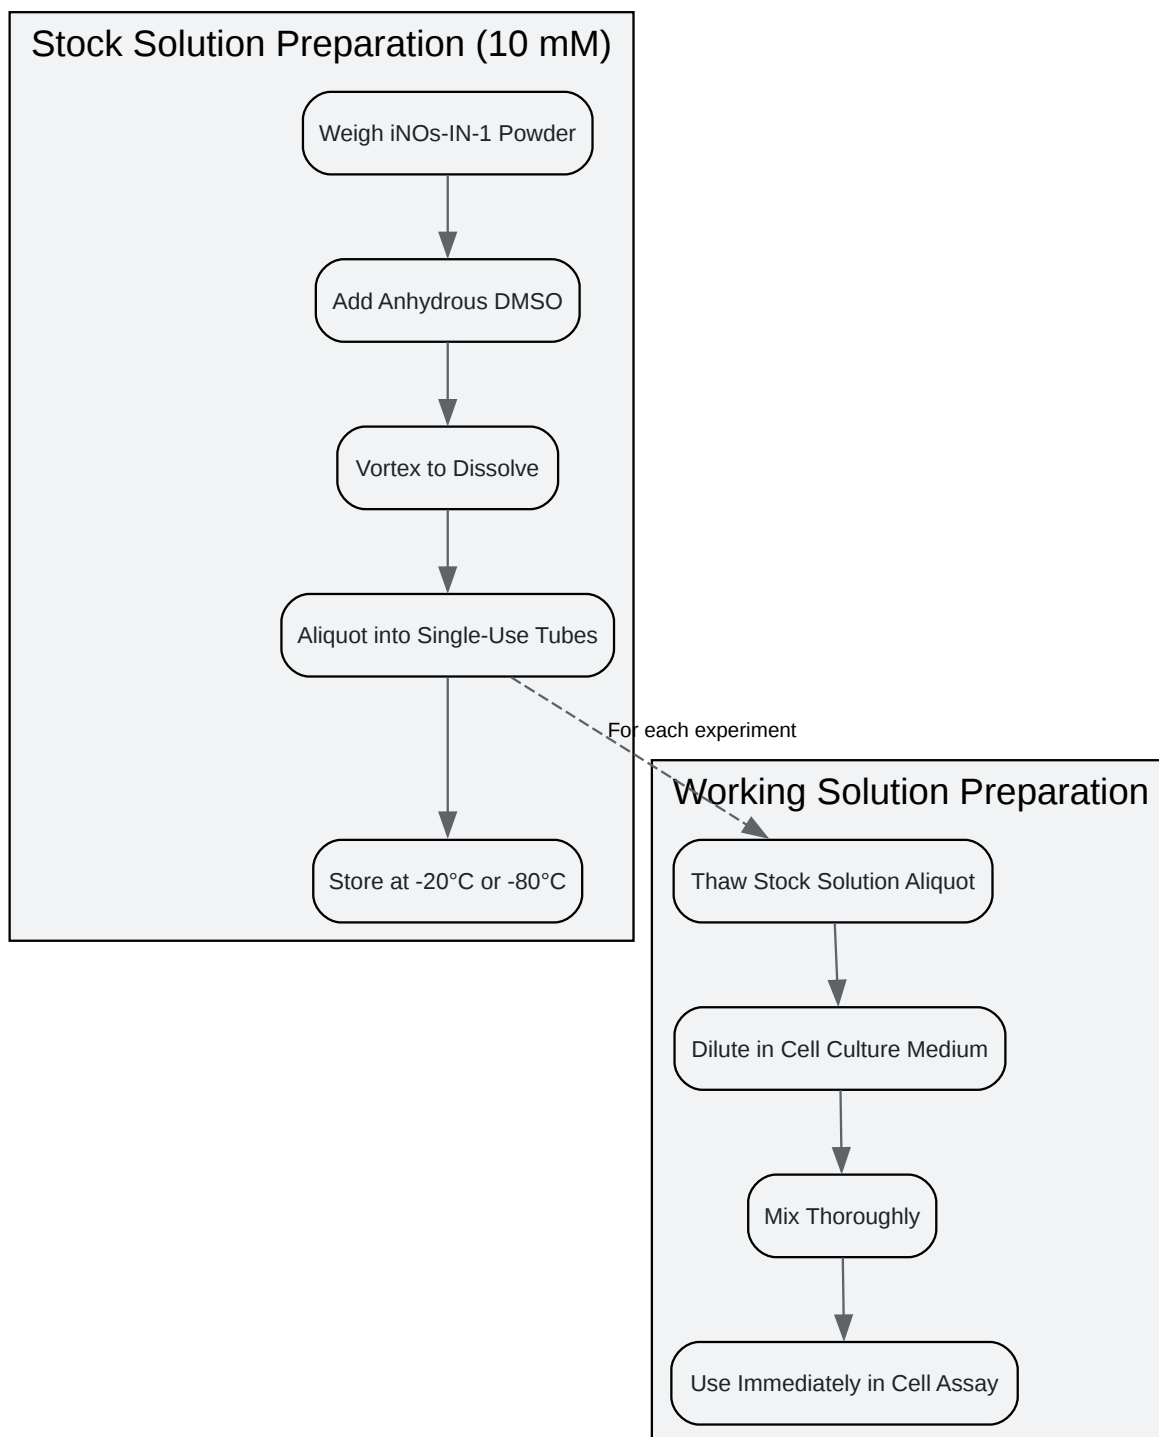 Stock Solution Preparation (10 mM)
Weigh iNOs-IN-1 Powder
Add Anhydrous DMSO
Vortex to Dissolve
Aliquot into Single-Use Tubes
For each experiment
Store at -20°C or -80°C
Working Solution Preparation
Thaw Stock Solution Aliquot
Dilute in Cell Culture Medium
Mix Thoroughly
Use Immediately in Cell Assay